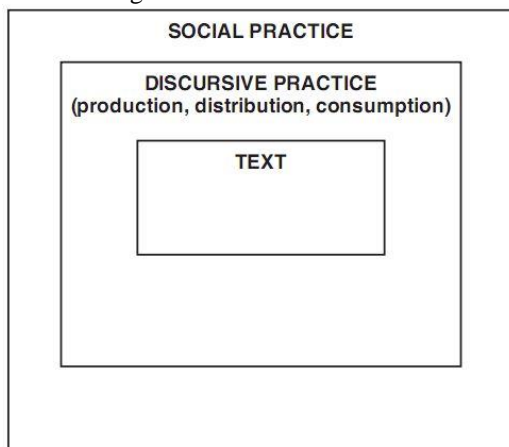 SOCIAL PRACTICE
DISCURSIVE PRACTICE
(production, distribution, consumption)
TEXT